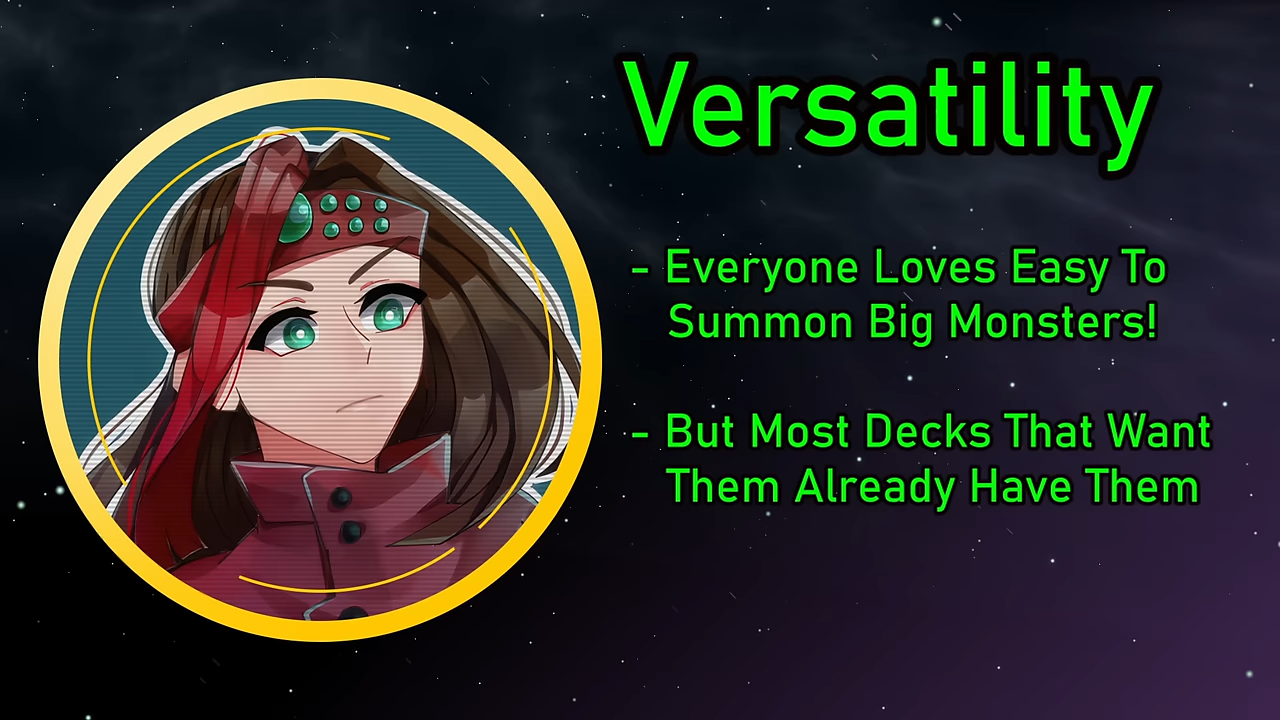 Versatility
- Everyone Loves Easy To
Summon Big Monsters!
- But Most Decks That Want
Them Already Have Them